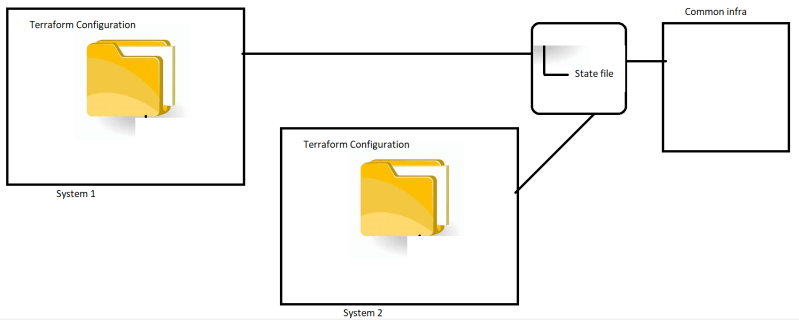 Terraform Configuration
System 1
Terraform Configuration
System 2
State file
Common infra